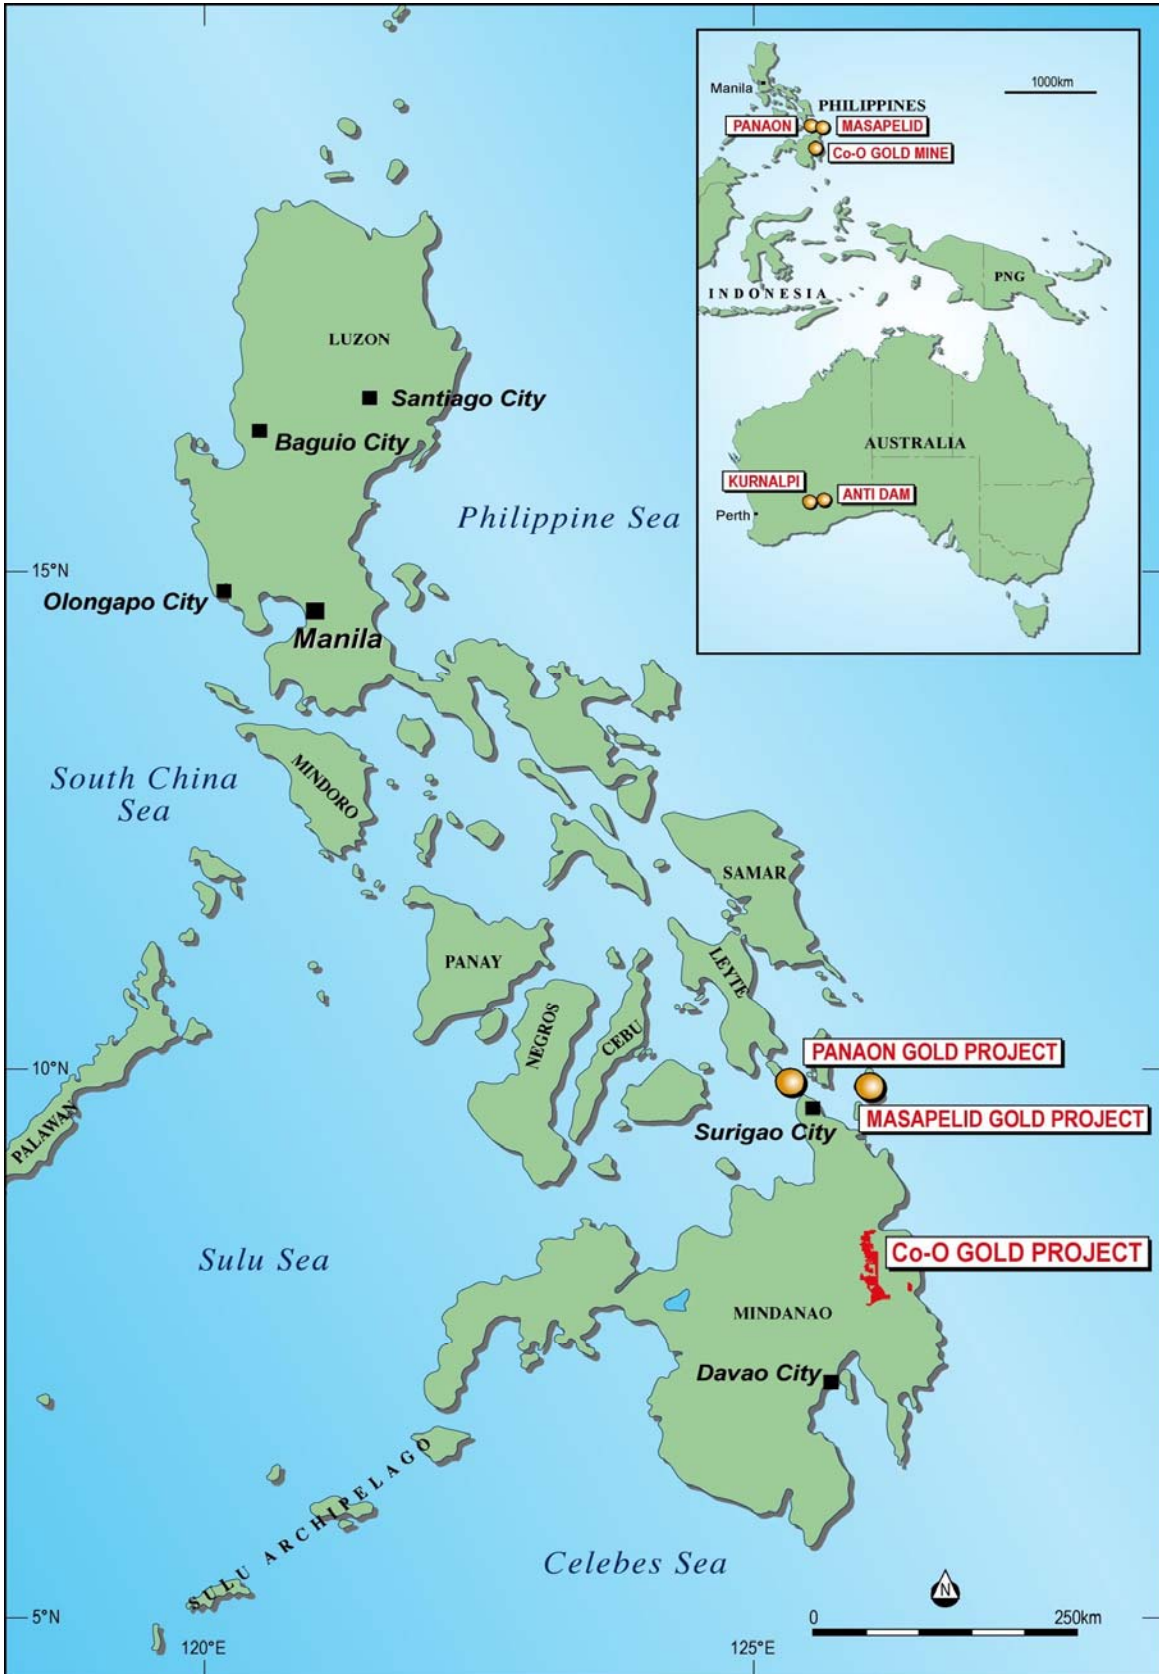 1000km
Manila
PHILIPPINES
PANAON
MASAPELID
Co-O GOLD MINE
PNG
INDONESIA
AUSTRALIA
KURNALPI
ANTI DAM
Perth
LUZON
Santiago City
Baguio City
Philippine Sea
15°N
Olongapo City
Manila
South China
Sea
MINDORO
SAMAR
PANAY
LEYTE
NEGROS
CEBU
PANAON GOLD PROJECT
10°N
MASAPELID GOLD PROJECT
PALAWAN
Surigao City
Sulu Sea
Co-O GOLD PROJECT
MINDANAO
Davao City
SULU ARCHIPELAGO
Celebes Sea
N
5°N
0
250km
120°E
125°E